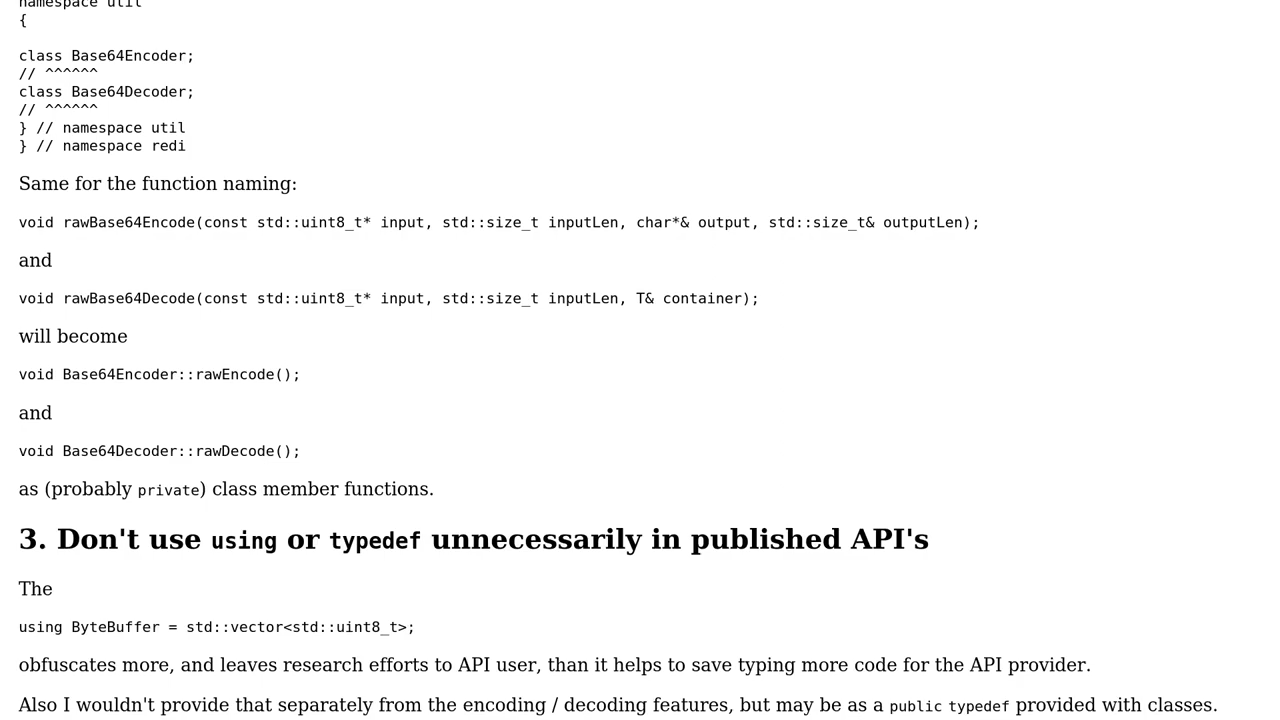 namespace util
{
class Base64Encoder;
// ^^^^^^
class Base64Decoder;
// ^^^^^^
} // namespace util
} // namespace redi
Same for the function naming:
void rawBase64Encode(const std::uint8_t* input, std::size_t inputLen, char*& output, std::size_t& outputLen);
and
void rawBase64Decode(const std::uint8_t* input, std::size_t inputLen, T& container);
will become
void Base64Encoder::rawEncode();
and
void Base64Decoder::rawDecode();
as (probably private) class member functions.
3. Don't use using or typedef unnecessarily in published API's
The
using ByteBuffer = std::vector<std::uint8_t>;
obfuscates more, and leaves research efforts to API user, than it helps to save typing more code for the API provider.
Also I wouldn't provide that separately from the encoding / decoding features, but may be as a public typedef provided with classes.